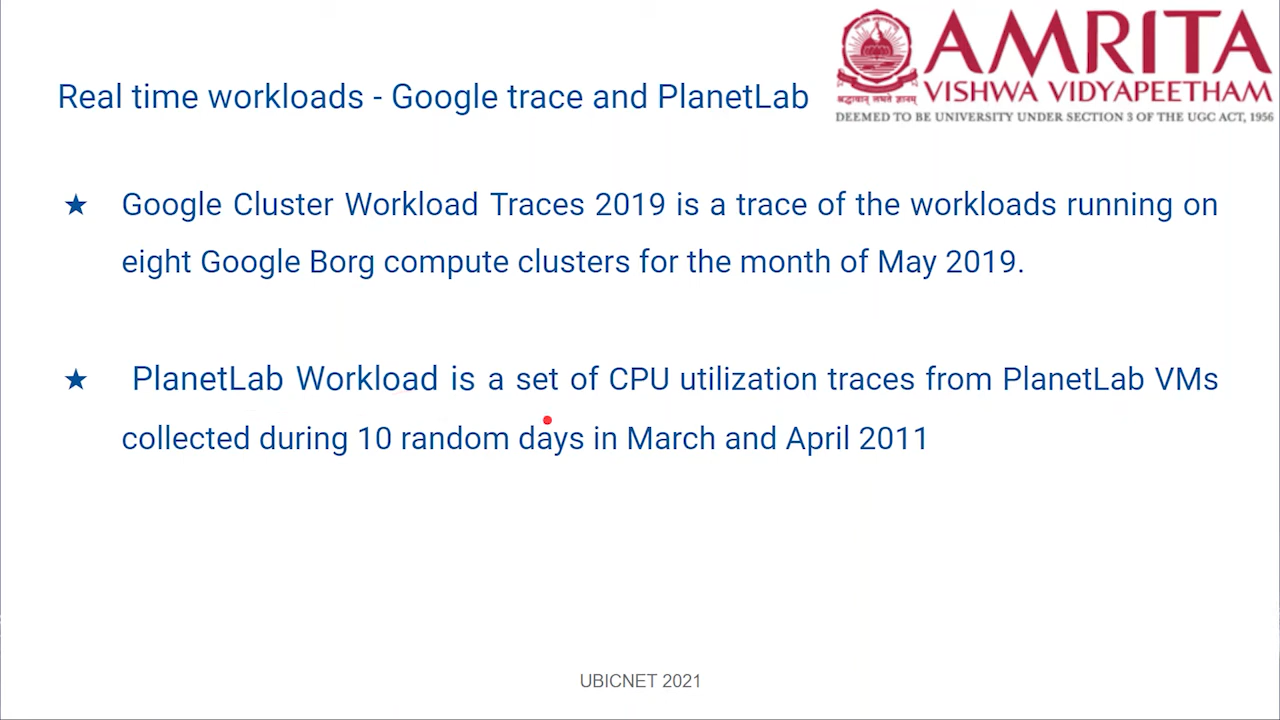 AMRITA
VISHWA VIDYAPEETHAM
श्रद्धावान् लभते ज्ञानम्
DEEMED TO BE UNIVERSITY UNDER SECTION 3 OF THE UGC ACT, 1956
Real time workloads - Google trace and PlanetLab
★ Google Cluster Workload Traces 2019 is a trace of the workloads running on
eight Google Borg compute clusters for the month of May 2019.
★ PlanetLab Workload is a set of CPU utilization traces from PlanetLab VMs
collected during 10 random days in March and April 2011
UBICNET 2021